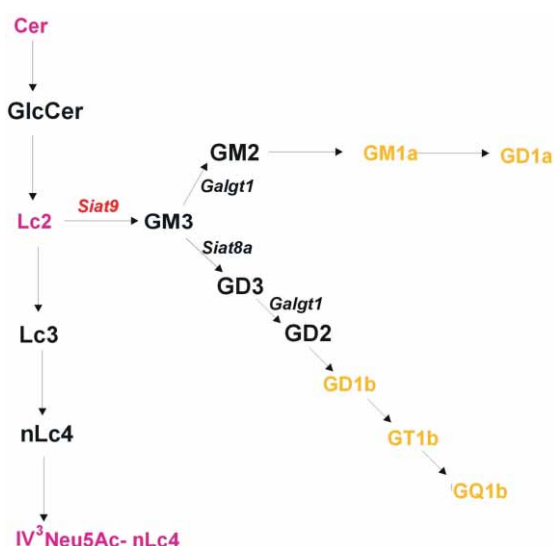 Cer
GlcCer
GM2
GM1a
GD1a
Galgt1
Siat9
Lc2
GM3
Siat8a
GD3
Galgt1
Lc3
GD2
GD1b
nLc4
GT1b
GQ1b
IV³Neu5Ac- nLc4